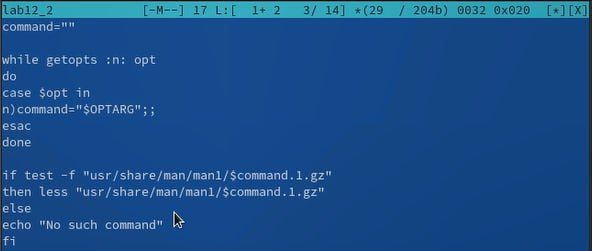 lab12_2 [-M--] 17 L:[ 1+ 2 3/ 14] *(29 / 204b) 0032 0x020 [*][X]
command=""
while getopts :n: opt
do
case $opt in
n)command="$OPTARG";;
esac
done
if test -f "usr/share/man/man1/$command.1.gz"
then less "usr/share/man/man1/$command.1.gz"
else
echo "No such command"
fi